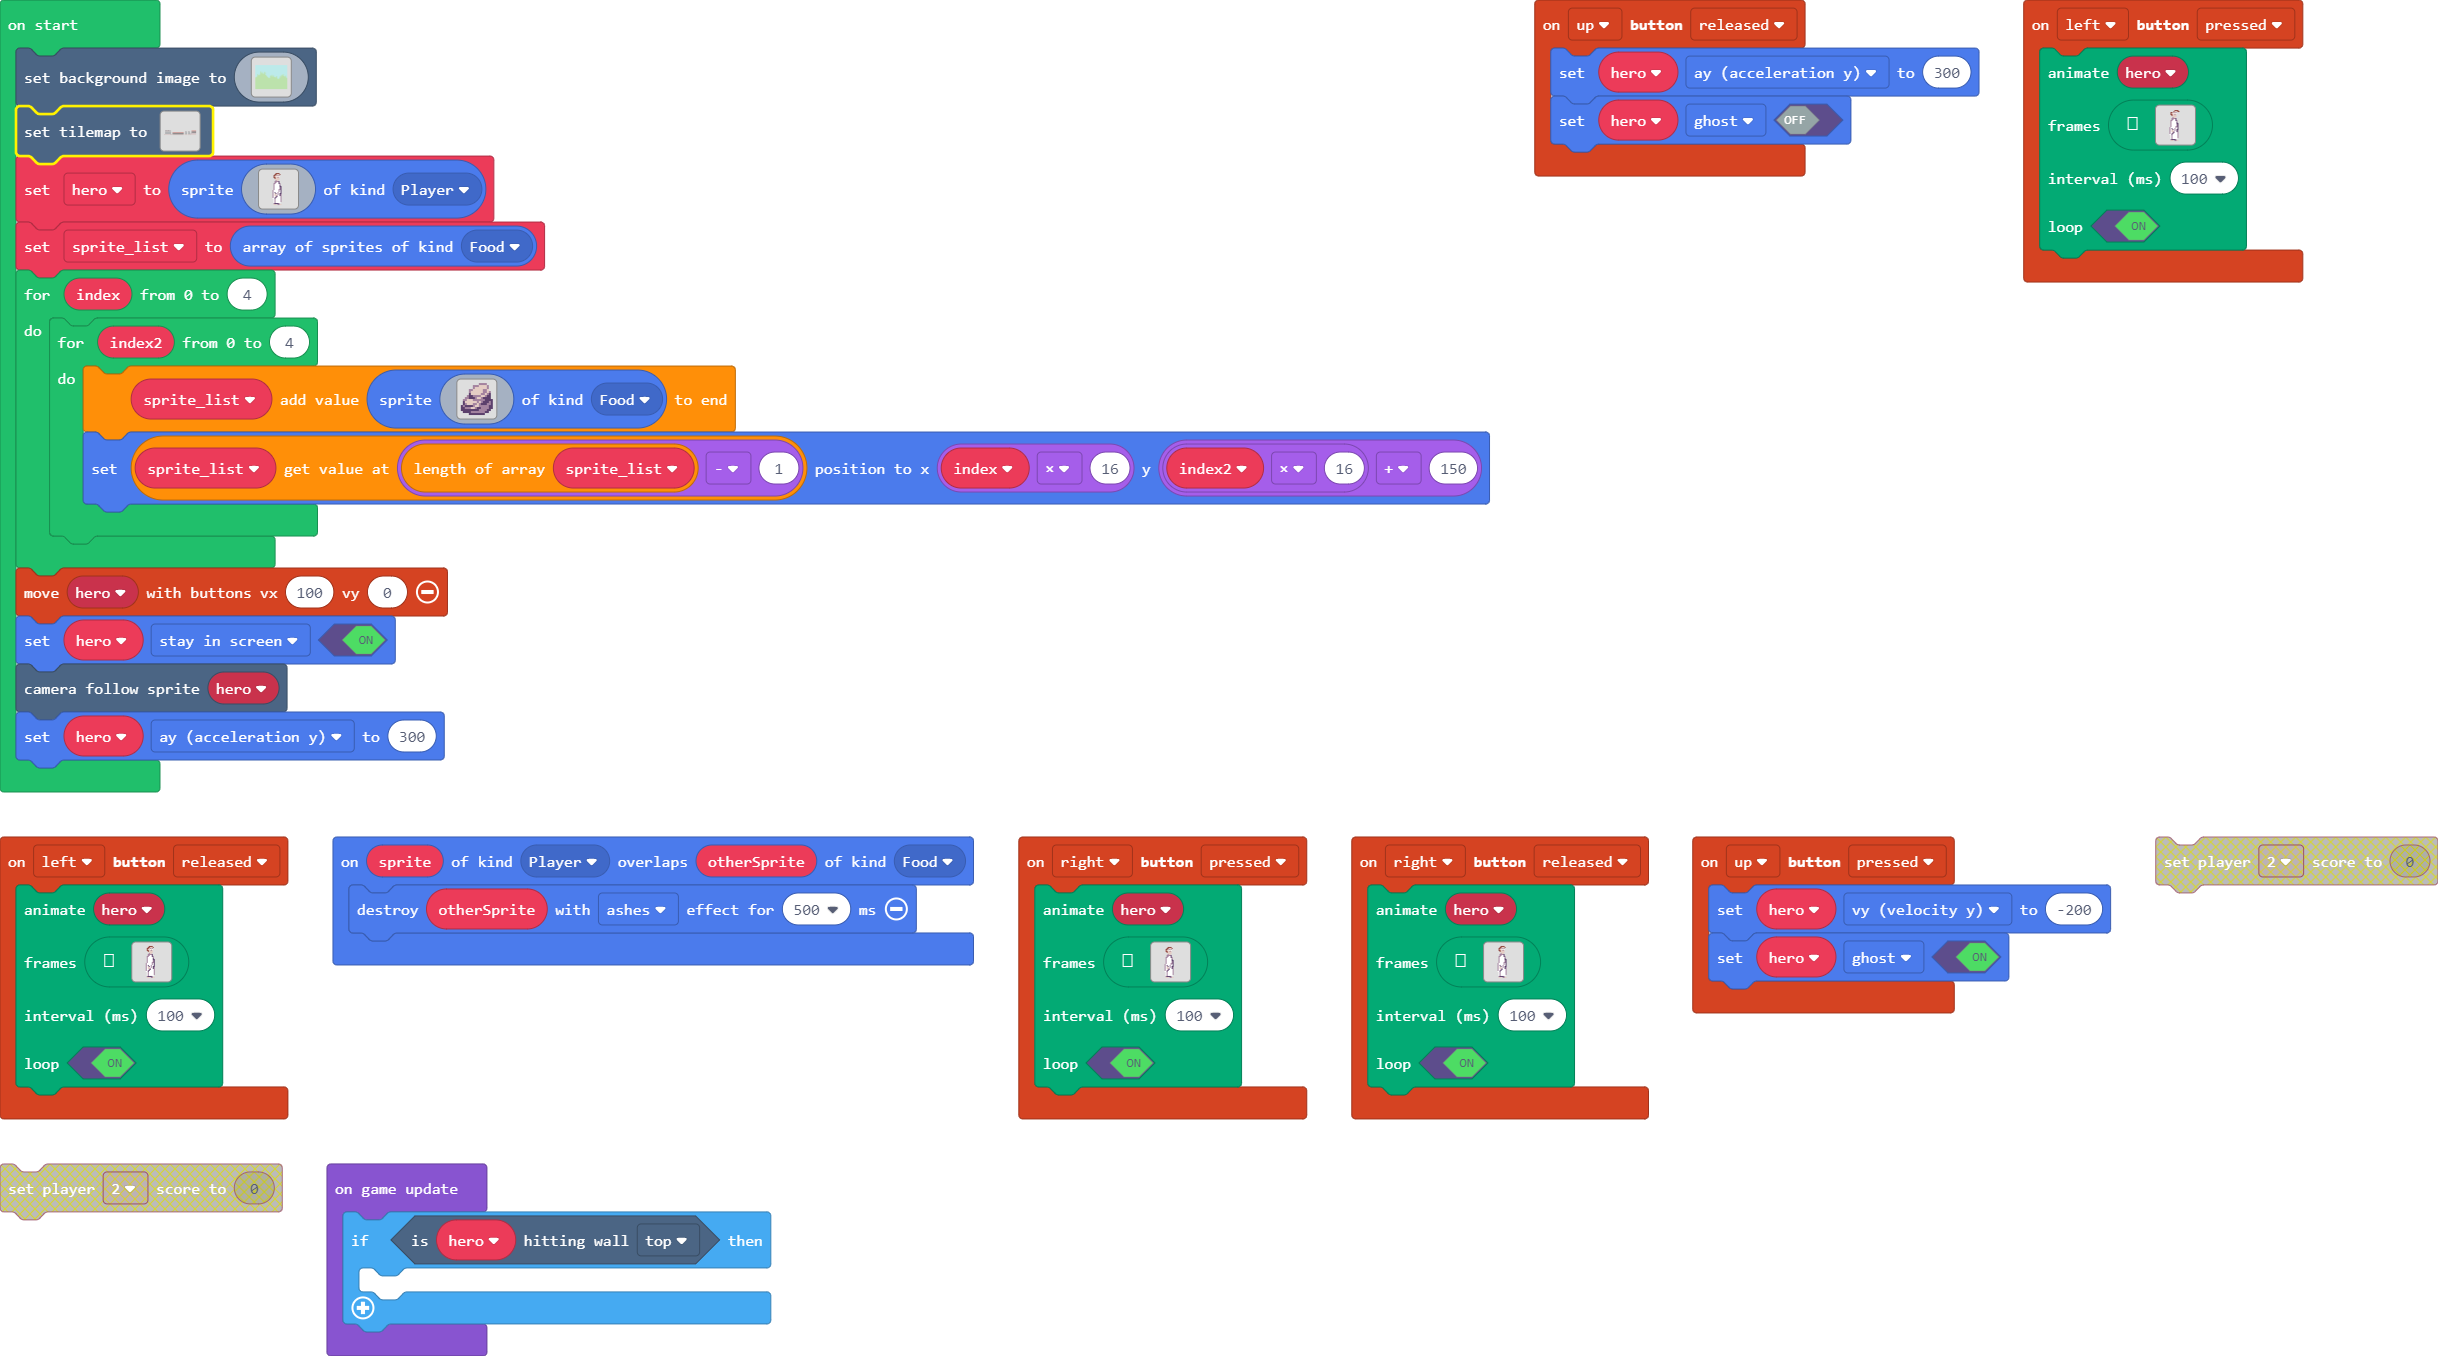 on start
set background image to
set tilemap to
set hero to sprite of kind Player
set sprite_list to array of sprites of kind Food
for index from 0 to 4
do
for index2 from 0 to 4
do
sprite_list add value sprite of kind Food to end
set sprite_list get value at length of array sprite_list - 1 position to x index × 16 y index2 × 16 + 150
move hero with buttons vx 100 vy 0
set hero stay in screen ON
camera follow sprite hero
set hero ay (acceleration y) to 300
on up button released
set hero ay (acceleration y) to 300
set hero ghost OFF
on left button pressed
animate hero
frames
interval (ms) 100
loop ON
on left button released
animate hero
frames
interval (ms) 100
loop ON
on sprite of kind Player overlaps otherSprite of kind Food
destroy otherSprite with ashes effect for 500 ms
on right button pressed
animate hero
frames
interval (ms) 100
loop ON
on right button released
animate hero
frames
interval (ms) 100
loop ON
on up button pressed
set hero vy (velocity y) to -200
set hero ghost ON
set player 2 score to 0
set player 2 score to 0
on game update
if is hero hitting wall top then